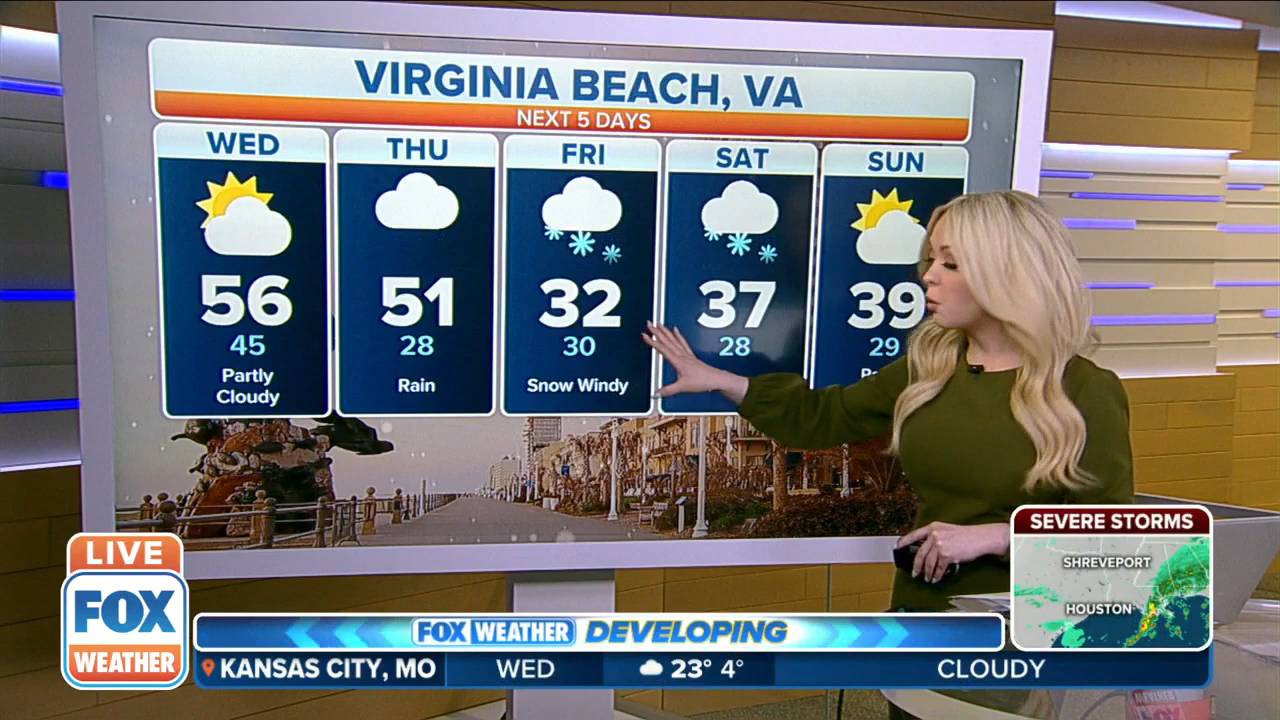 VIRGINIA BEACH, VA
NEXT 5 DAYS
WED
56
45
Partly
Cloudy
THU
51
28
Rain
FRI
32
30
Snow Windy
SAT
37
28
SUN
39
29
SEVERE STORMS
SHREVEPORT
HOUSTON
LIVE
FOX
WEATHER
FOX WEATHER DEVELOPING
KANSAS CITY, MO WED 23° 4° CLOUDY